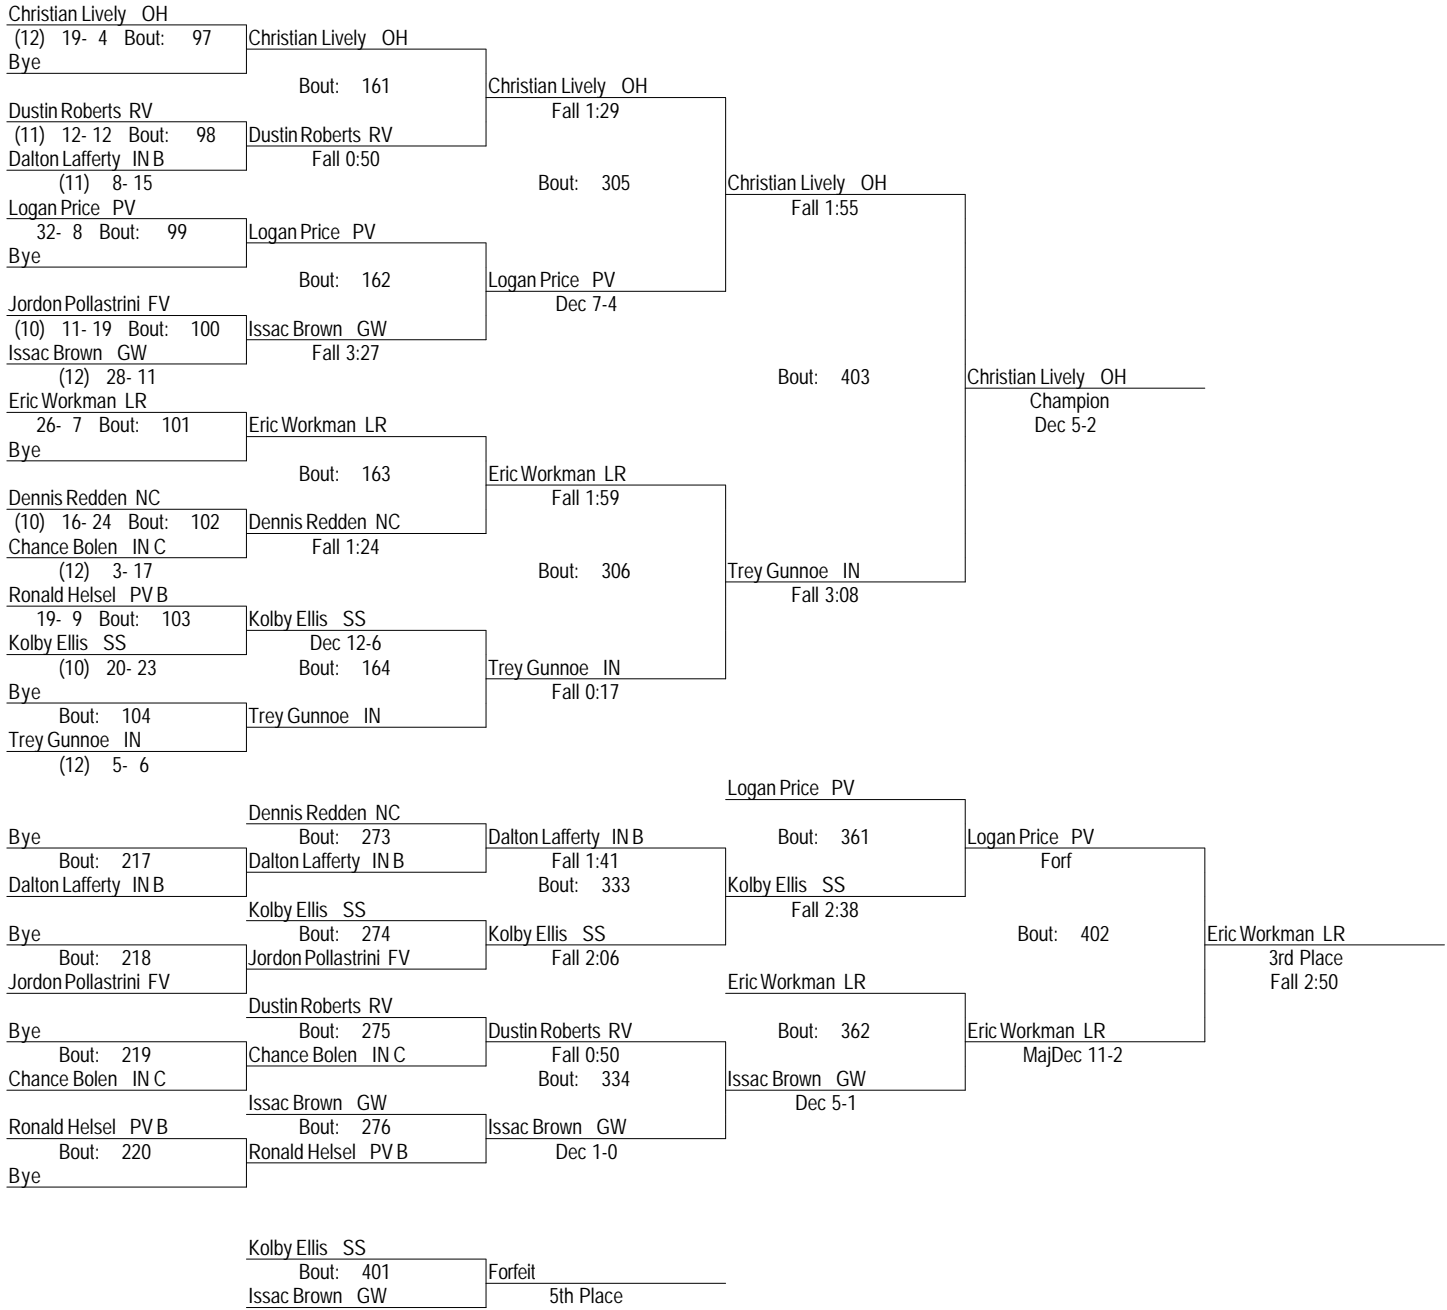 Christian Lively OH
(12) 19- 4 Bout: 97
Christian Lively OH
Bye
Bout: 161
Christian Lively OH
Fall 1:29
Dustin Roberts RV
(11) 12- 12 Bout: 98
Dustin Roberts RV
Dalton Lafferty IN B
Fall 0:50
(11) 8- 15
Bout: 305
Christian Lively OH
Fall 1:55
Logan Price PV
32- 8 Bout: 99
Logan Price PV
Bye
Bout: 162
Logan Price PV
Dec 7-4
Jordon Pollastrini FV
(10) 11- 19 Bout: 100
Issac Brown GW
Issac Brown GW
Fall 3:27
(12) 28- 11
Bout: 403
Christian Lively OH
Champion
Dec 5-2
Eric Workman LR
26- 7 Bout: 101
Eric Workman LR
Bye
Bout: 163
Eric Workman LR
Fall 1:59
Dennis Redden NC
(10) 16- 24 Bout: 102
Dennis Redden NC
Chance Bolen IN C
Fall 1:24
(12) 3- 17
Bout: 306
Trey Gunnoe IN
Fall 3:08
Ronald Helsel PV B
19- 9 Bout: 103
Kolby Ellis SS
Kolby Ellis SS
Dec 12-6
(10) 20- 23
Bout: 164
Trey Gunnoe IN
Fall 0:17
Bye
Bout: 104
Trey Gunnoe IN
Trey Gunnoe IN
(12) 5- 6
Logan Price PV
Dennis Redden NC
Bye
Bout: 273
Dalton Lafferty IN B
Bout: 361
Logan Price PV
Bout: 217
Dalton Lafferty IN B
Fall 1:41
Forf
Dalton Lafferty IN B
Bout: 333
Kolby Ellis SS
Fall 2:38
Kolby Ellis SS
Bye
Bout: 274
Kolby Ellis SS
Bout: 402
Eric Workman LR
Bout: 218
Jordon Pollastrini FV
Fall 2:06
3rd Place
Jordon Pollastrini FV
Eric Workman LR
Fall 2:50
Dustin Roberts RV
Bye
Bout: 275
Dustin Roberts RV
Bout: 362
Eric Workman LR
Bout: 219
Chance Bolen IN C
Fall 0:50
MajDec 11-2
Chance Bolen IN C
Bout: 334
Issac Brown GW
Dec 5-1
Issac Brown GW
Ronald Helsel PV B
Bout: 276
Issac Brown GW
Bout: 220
Ronald Helsel PV B
Dec 1-0
Bye
Kolby Ellis SS
Bout: 401
Forfeit
Issac Brown GW
5th Place